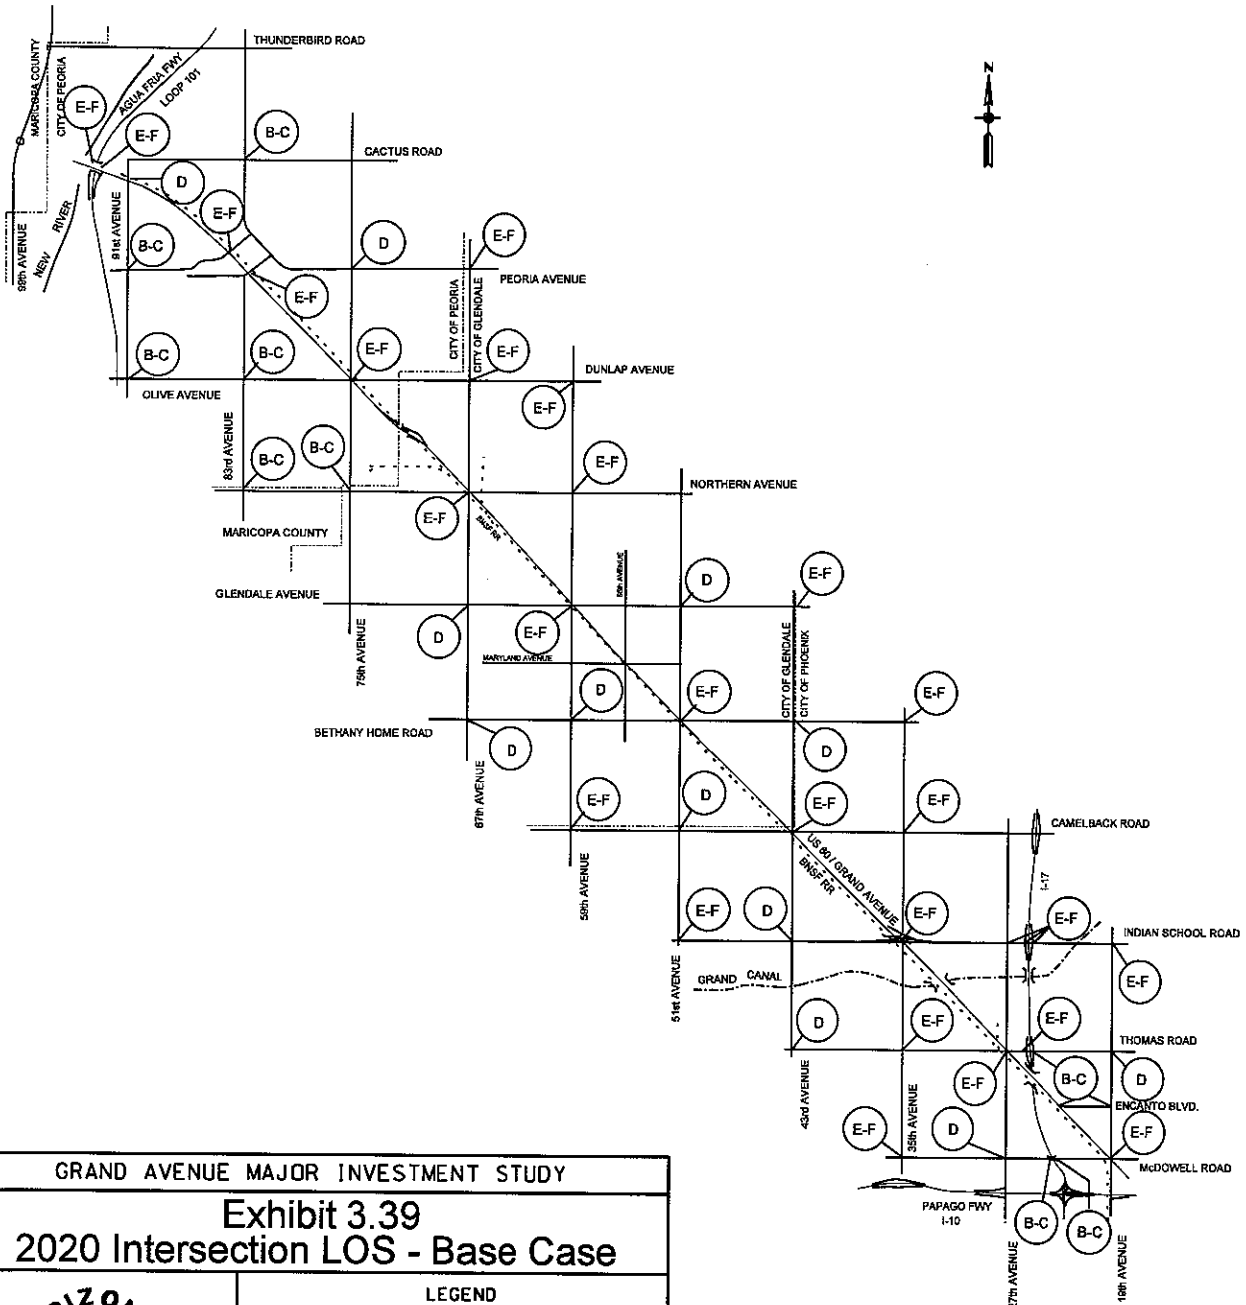 THUNDERBIRD ROAD
MARICOPA COUNTY
CITY OF PEORIA
AGUA FRIA FWY
LOOP 101
N
E-F
E-F
B-C
CACTUS ROAD
D
91st AVENUE
E-F
99th AVENUE
NEW RIVER
B-C
D
E-F
PEORIA AVENUE
E-F
CITY OF PEORIA
CITY OF GLENDALE
B-C
B-C
E-F
E-F
DUNLAP AVENUE
OLIVE AVENUE
E-F
83rd AVENUE
B-C
B-C
E-F
NORTHERN AVENUE
E-F
BNSF RR
MARICOPA COUNTY
GLENDALE AVENUE
D
E-F
D
E-F
MARYLAND AVENUE
75th AVENUE
D
E-F
CITY OF GLENDALE
CITY OF PHOENIX
E-F
BETHANY HOME ROAD
D
D
67th AVENUE
E-F
D
E-F
E-F
CAMELBACK ROAD
US 60 / GRAND AVENUE
BNSF RR
59th AVENUE
I-17
E-F
D
E-F
E-F
INDIAN SCHOOL ROAD
51st AVENUE
GRAND CANAL
E-F
D
E-F
E-F
THOMAS ROAD
43rd AVENUE
E-F
B-C
D
ENCANTO BLVD.
35th AVENUE
E-F
D
E-F
McDOWELL ROAD
PAPAGO FWY
I-10
B-C
B-C
27th AVENUE
19th AVENUE
GRAND AVENUE MAJOR INVESTMENT STUDY
Exhibit 3.39
2020 Intersection LOS - Base Case
LEGEND